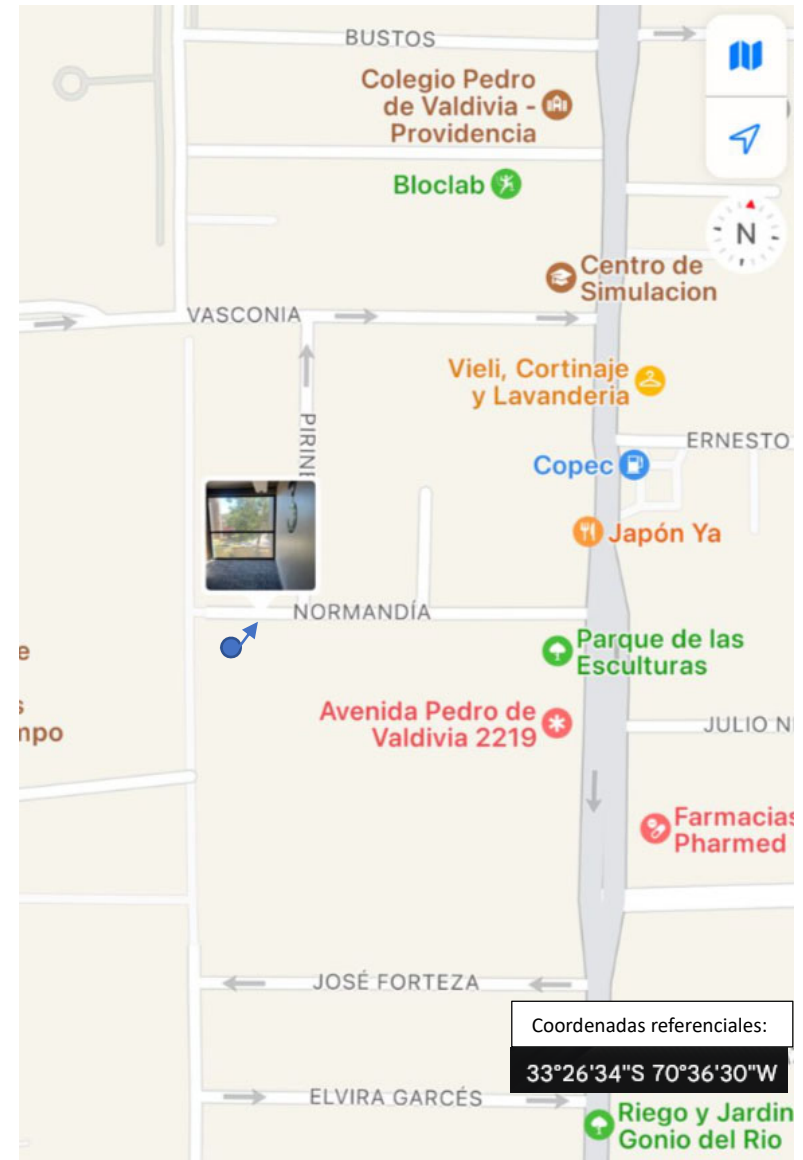 BUSTOS
Colegio Pedro
de Valdivia -
Providencia
Bloclab
N
Centro de
Simulacion
VASCONIA
Vieli, Cortinaje
y Lavanderia
PIRINE
ERNESTO
Copec
Japón Ya
NORMANDÍA
Parque de las
Esculturas
e
s
mpo
Avenida Pedro de
Valdivia 2219
JULIO N
Farmacias
Pharmed
JOSÉ FORTEZA
Coordenadas referenciales:
33°26'34"S 70°36'30"W
ELVIRA GARCÉS
Riego y Jardin
Gonio del Rio